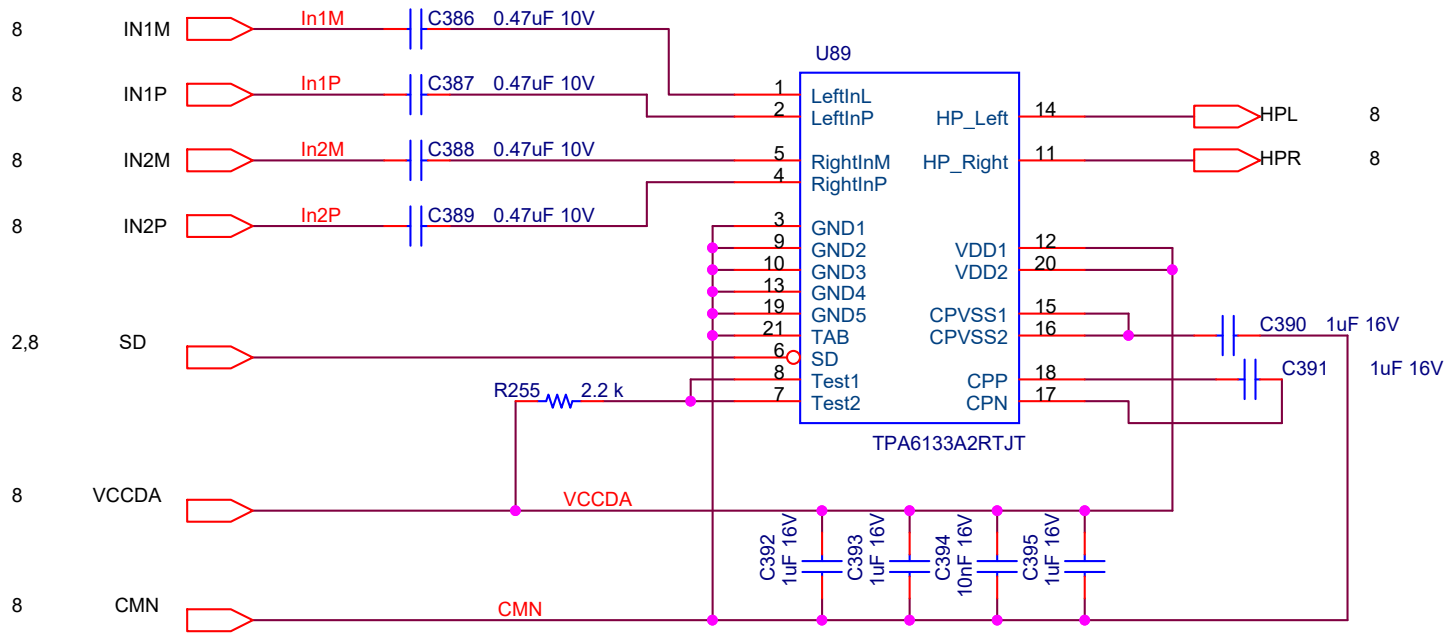 8 IN1M In1M C386 0.47uF 10V
U89
8 IN1P In1P C387 0.47uF 10V
1 LeftInL
2 LeftInP
HP_Left 14 HPL 8
8 IN2M In2M C388 0.47uF 10V
5 RightInM
4 RightInP
HP_Right 11 HPR 8
8 IN2P In2P C389 0.47uF 10V
3 GND1
9 GND2
10 GND3
13 GND4
19 GND5
21 TAB
VDD1 12
VDD2 20
CPVSS1 15
CPVSS2 16
C390 1uF 16V
2,8 SD
6 SD
8 Test1
7 Test2
CPP 18
CPN 17
C391 1uF 16V
R255 2.2 k
TPA6133A2RTJT
8 VCCDA VCCDA
C392
1uF 16V
C393
1uF 16V
C394
10nF 16V
C395
1uF 16V
8 CMN CMN